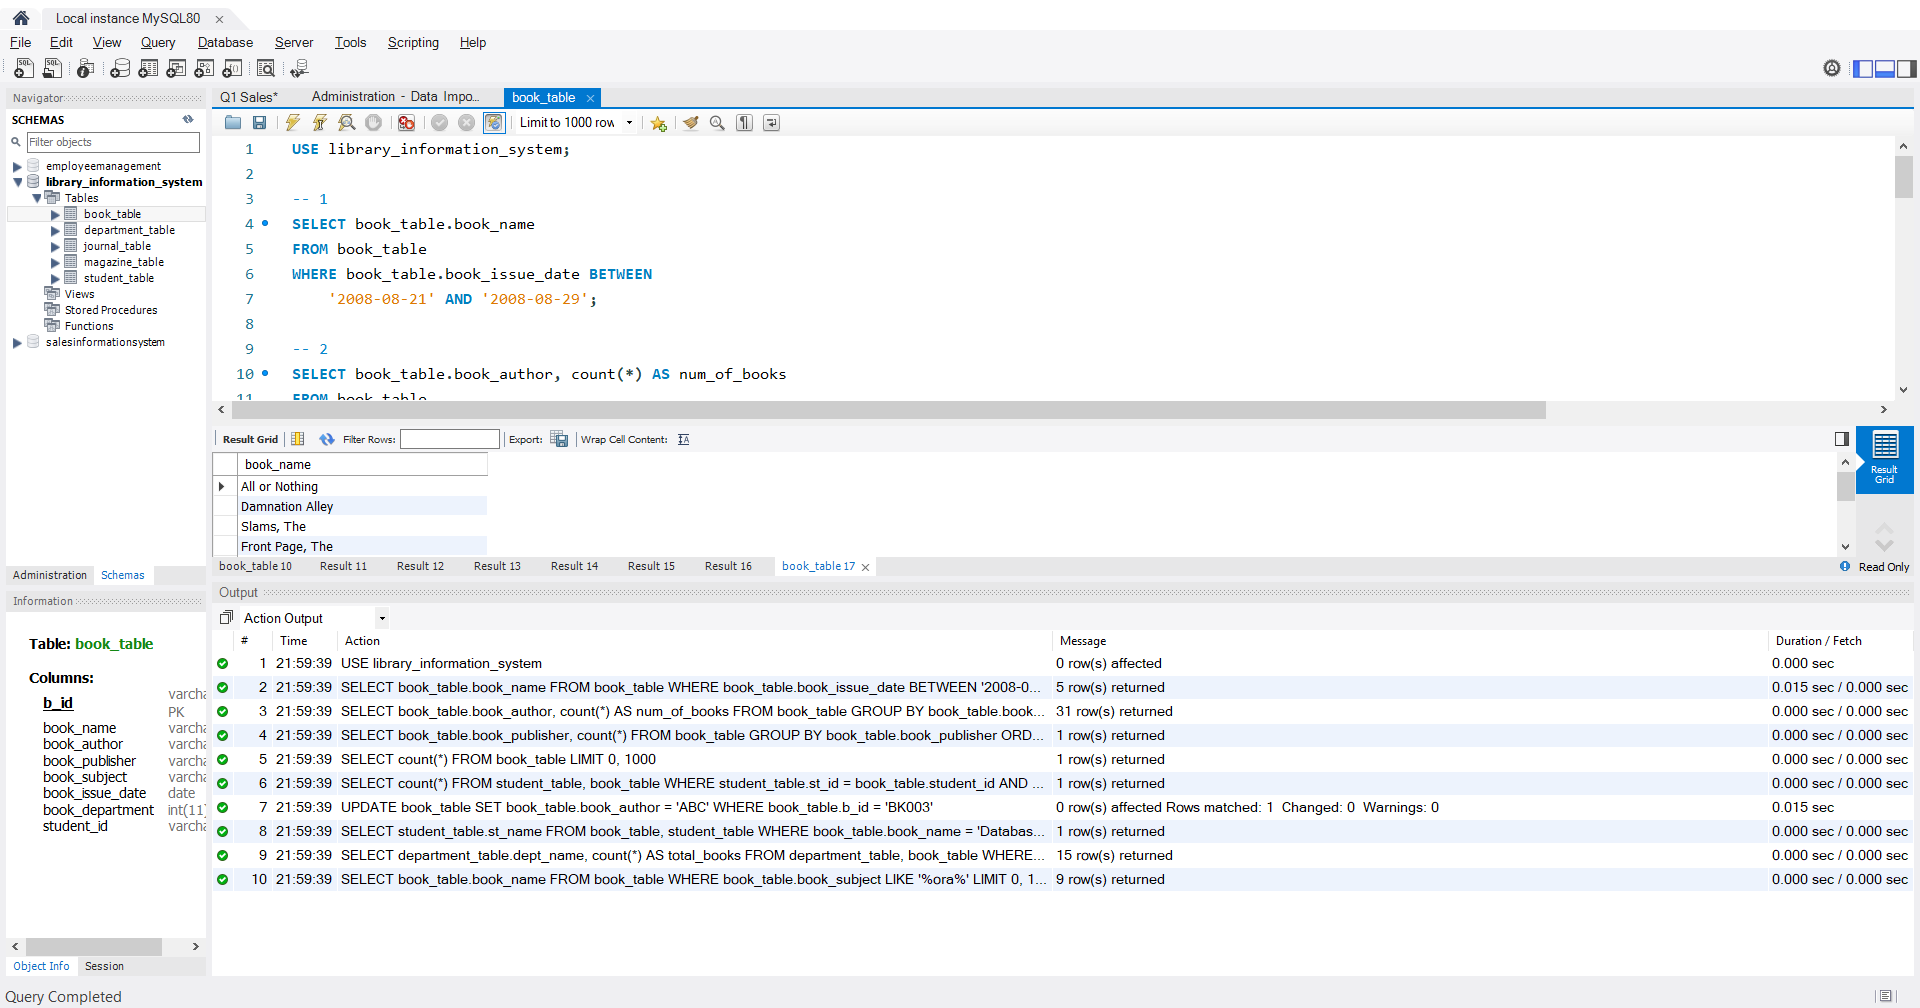 Local instance MySQL80
File Edit View Query Database Server Tools Scripting Help
Navigator
SCHEMAS
Filter objects
employeemanagement
library_information_system
Tables
book_table
department_table
journal_table
magazine_table
student_table
Views
Stored Procedures
Functions
salesinformationsystem
Administration Schemas
Information
Table: book_table
Columns:
b_id varcha
PK
book_name varcha
book_author varcha
book_publisher varcha
book_subject varcha
book_issue_date date
book_department int(11)
student_id varcha
Object Info Session
Q1 Sales* Administration - Data Impo... book_table
Limit to 1000 row
1 USE library_information_system;
2
3 -- 1
4 SELECT book_table.book_name
5 FROM book_table
6 WHERE book_table.book_issue_date BETWEEN
7 '2008-08-21' AND '2008-08-29';
8
9 -- 2
10 SELECT book_table.book_author, count(*) AS num_of_books
11 FROM book_table
Result Grid Filter Rows: Export: Wrap Cell Content:
book_name
All or Nothing
Damnation Alley
Slams, The
Front Page, The
Result
Grid
book_table 10 Result 11 Result 12 Result 13 Result 14 Result 15 Result 16 book_table 17 Read Only
Output
Action Output
# Time Action Message Duration / Fetch
1 21:59:39 USE library_information_system 0 row(s) affected 0.000 sec
2 21:59:39 SELECT book_table.book_name FROM book_table WHERE book_table.book_issue_date BETWEEN '2008-0... 5 row(s) returned 0.015 sec / 0.000 sec
3 21:59:39 SELECT book_table.book_author, count(*) AS num_of_books FROM book_table GROUP BY book_table.book... 31 row(s) returned 0.000 sec / 0.000 sec
4 21:59:39 SELECT book_table.book_publisher, count(*) FROM book_table GROUP BY book_table.book_publisher ORD... 1 row(s) returned 0.000 sec / 0.000 sec
5 21:59:39 SELECT count(*) FROM book_table LIMIT 0, 1000 1 row(s) returned 0.000 sec / 0.000 sec
6 21:59:39 SELECT count(*) FROM student_table, book_table WHERE student_table.st_id = book_table.student_id AND ... 1 row(s) returned 0.000 sec / 0.000 sec
7 21:59:39 UPDATE book_table SET book_table.book_author = 'ABC' WHERE book_table.b_id = 'BK003' 0 row(s) affected Rows matched: 1 Changed: 0 Warnings: 0 0.015 sec
8 21:59:39 SELECT student_table.st_name FROM book_table, student_table WHERE book_table.book_name = 'Databas... 1 row(s) returned 0.000 sec / 0.000 sec
9 21:59:39 SELECT department_table.dept_name, count(*) AS total_books FROM department_table, book_table WHERE... 15 row(s) returned 0.000 sec / 0.000 sec
10 21:59:39 SELECT book_table.book_name FROM book_table WHERE book_table.book_subject LIKE '%ora%' LIMIT 0, 1... 9 row(s) returned 0.000 sec / 0.000 sec
Query Completed